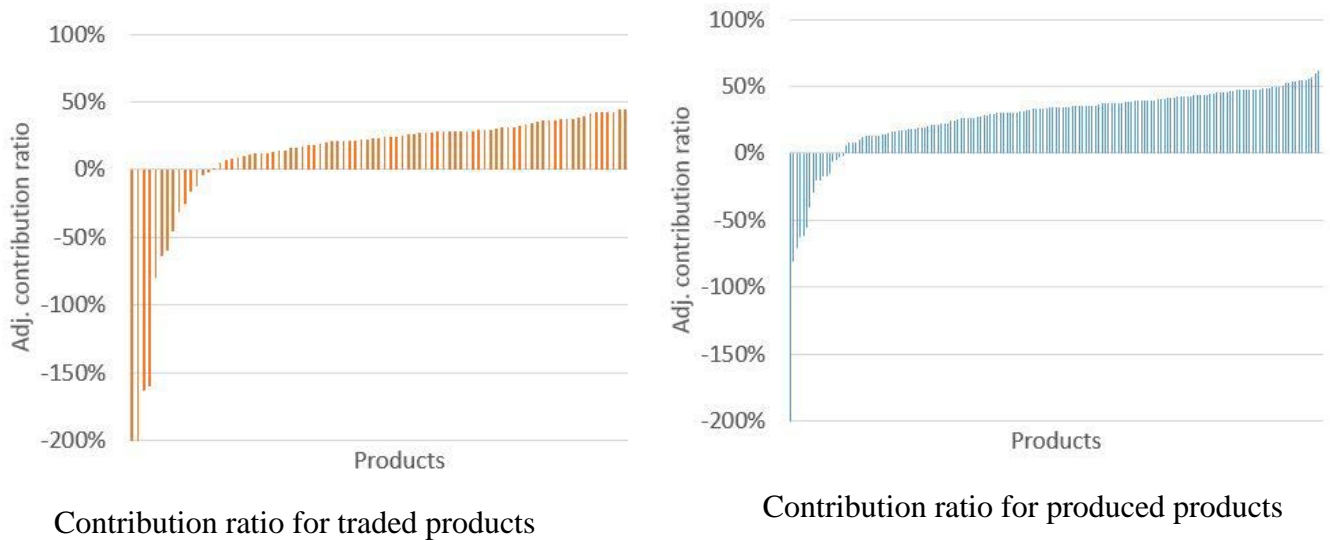 100%
50%
0%
-50%
-100%
-150%
-200%
Adj. contribution ratio
Products
Contribution ratio for traded products
100%
50%
0%
-50%
-100%
-150%
-200%
Adj. contribution ratio
Products
Contribution ratio for produced products